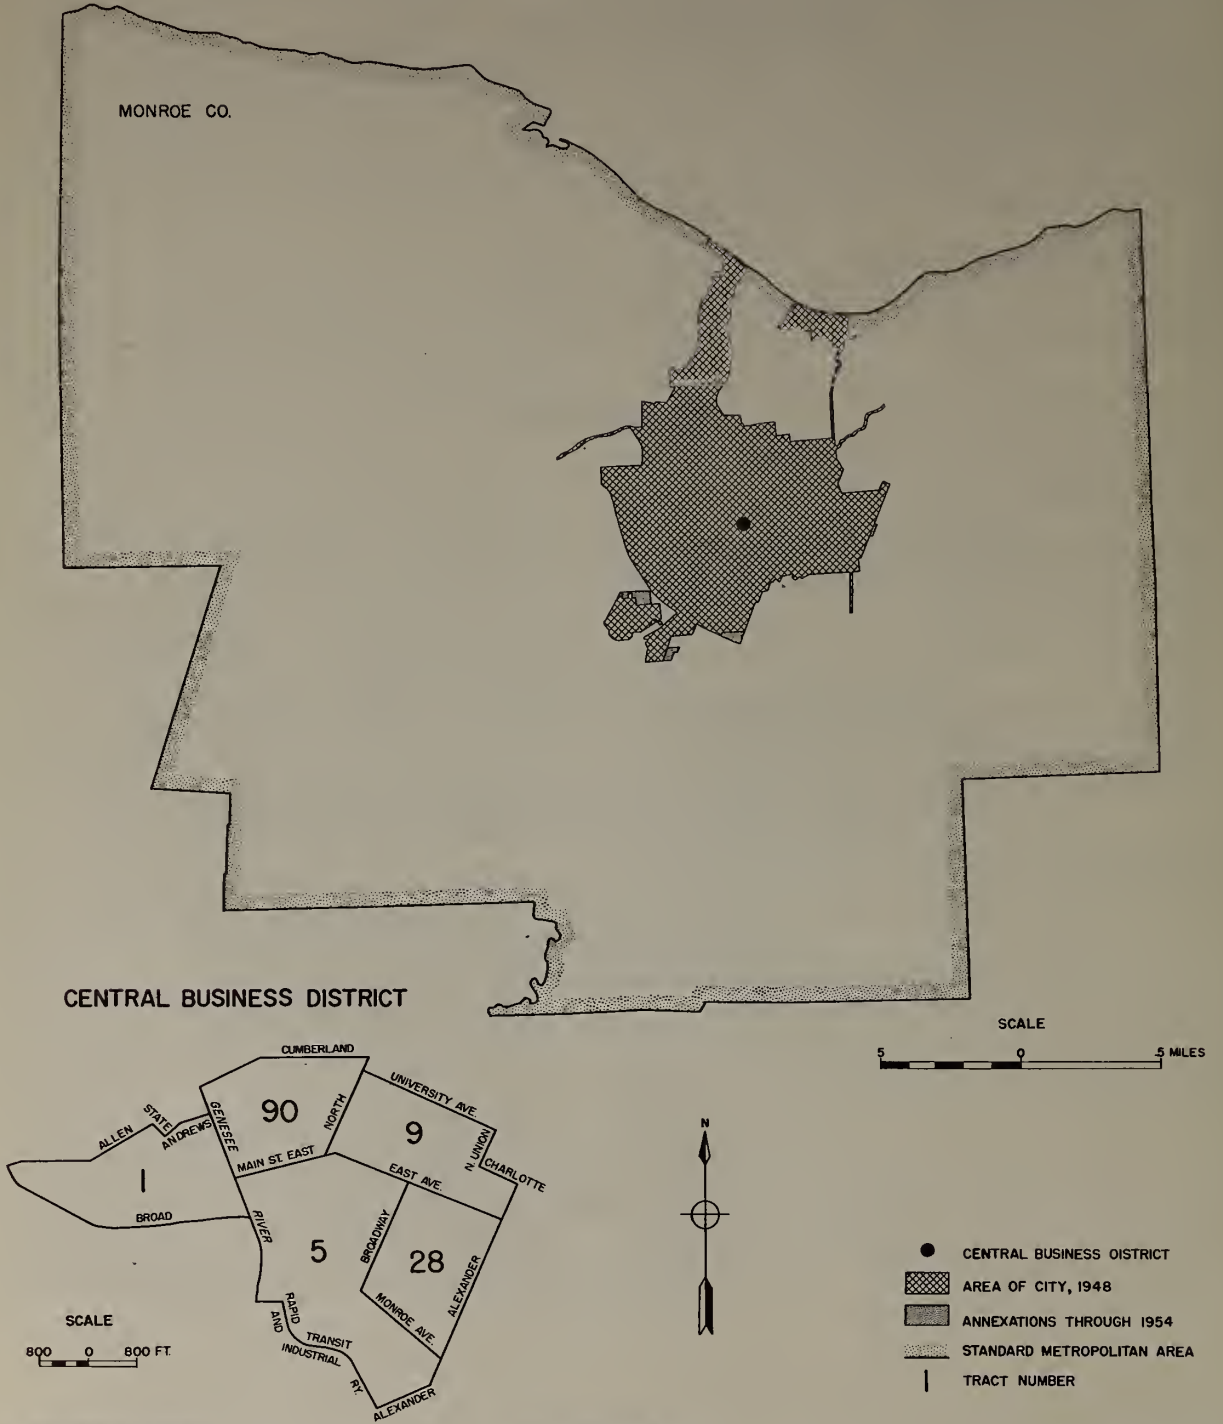 MONROE CO.
CENTRAL BUSINESS DISTRICT
CUMBERLAND
UNIVERSITY AVE.
STATE
ALLEN
ANDREWS
GENESEE
90
NORTH
9
N. UNION
CHARLOTTE
MAIN ST. EAST
EAST AVE.
1
BROAD
RIVER
5
BROADWAY
28
ALEXANDER
MONROE AVE.
RAPID
AND
TRANSIT
INDUSTRIAL
RY.
ALEXANDER
SCALE
800 0 800 FT.
SCALE
5 0 5 MILES
N
CENTRAL BUSINESS DISTRICT
AREA OF CITY, 1948
ANNEXATIONS THROUGH 1954
STANDARD METROPOLITAN AREA
1 TRACT NUMBER